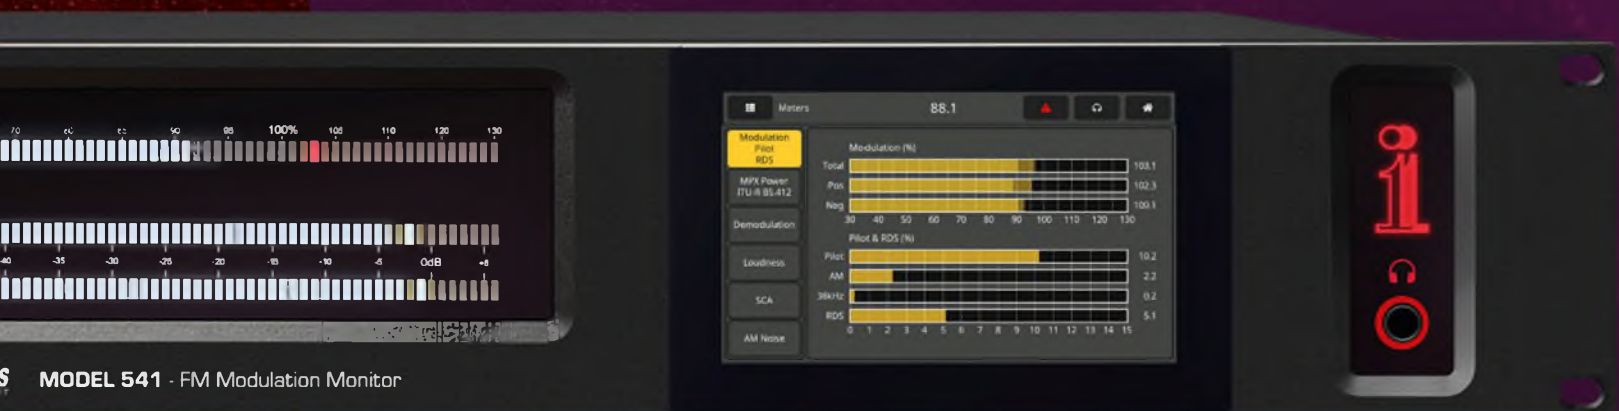 70 90 95 100% 105 110 120 130
-40 -35 -30 -25 -20 -15 -10 -5 0dB
MODEL 541 - FM Modulation Monitor
Meters 88.1
Modulation
Pilot
RDS
MPX Power
ITU-R BS.412
Demodulation
Loudness
SCA
AM Noise
Modulation (%)
Total 103.1
Pos 102.3
Neg 100.1
30 40 50 60 70 80 90 100 110 120 130
Pilot & RDS (%)
Pilot 10.2
AM 2.2
38kHz 0.2
RDS 5.1
0 1 2 3 4 5 6 7 8 9 10 11 12 13 14 15
i